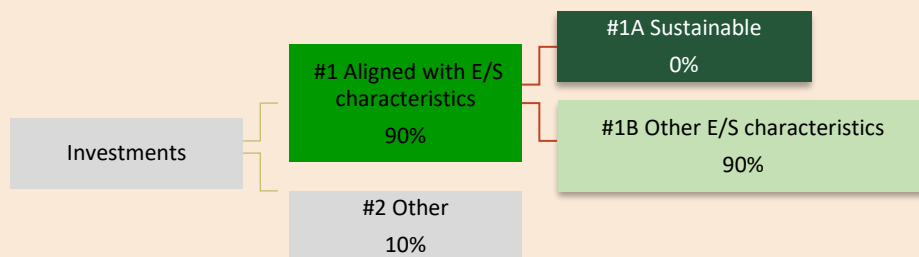 Investments
#1 Aligned with E/S
characteristics
90%
#2 Other
10%
#1A Sustainable
0%
#1B Other E/S characteristics
90%